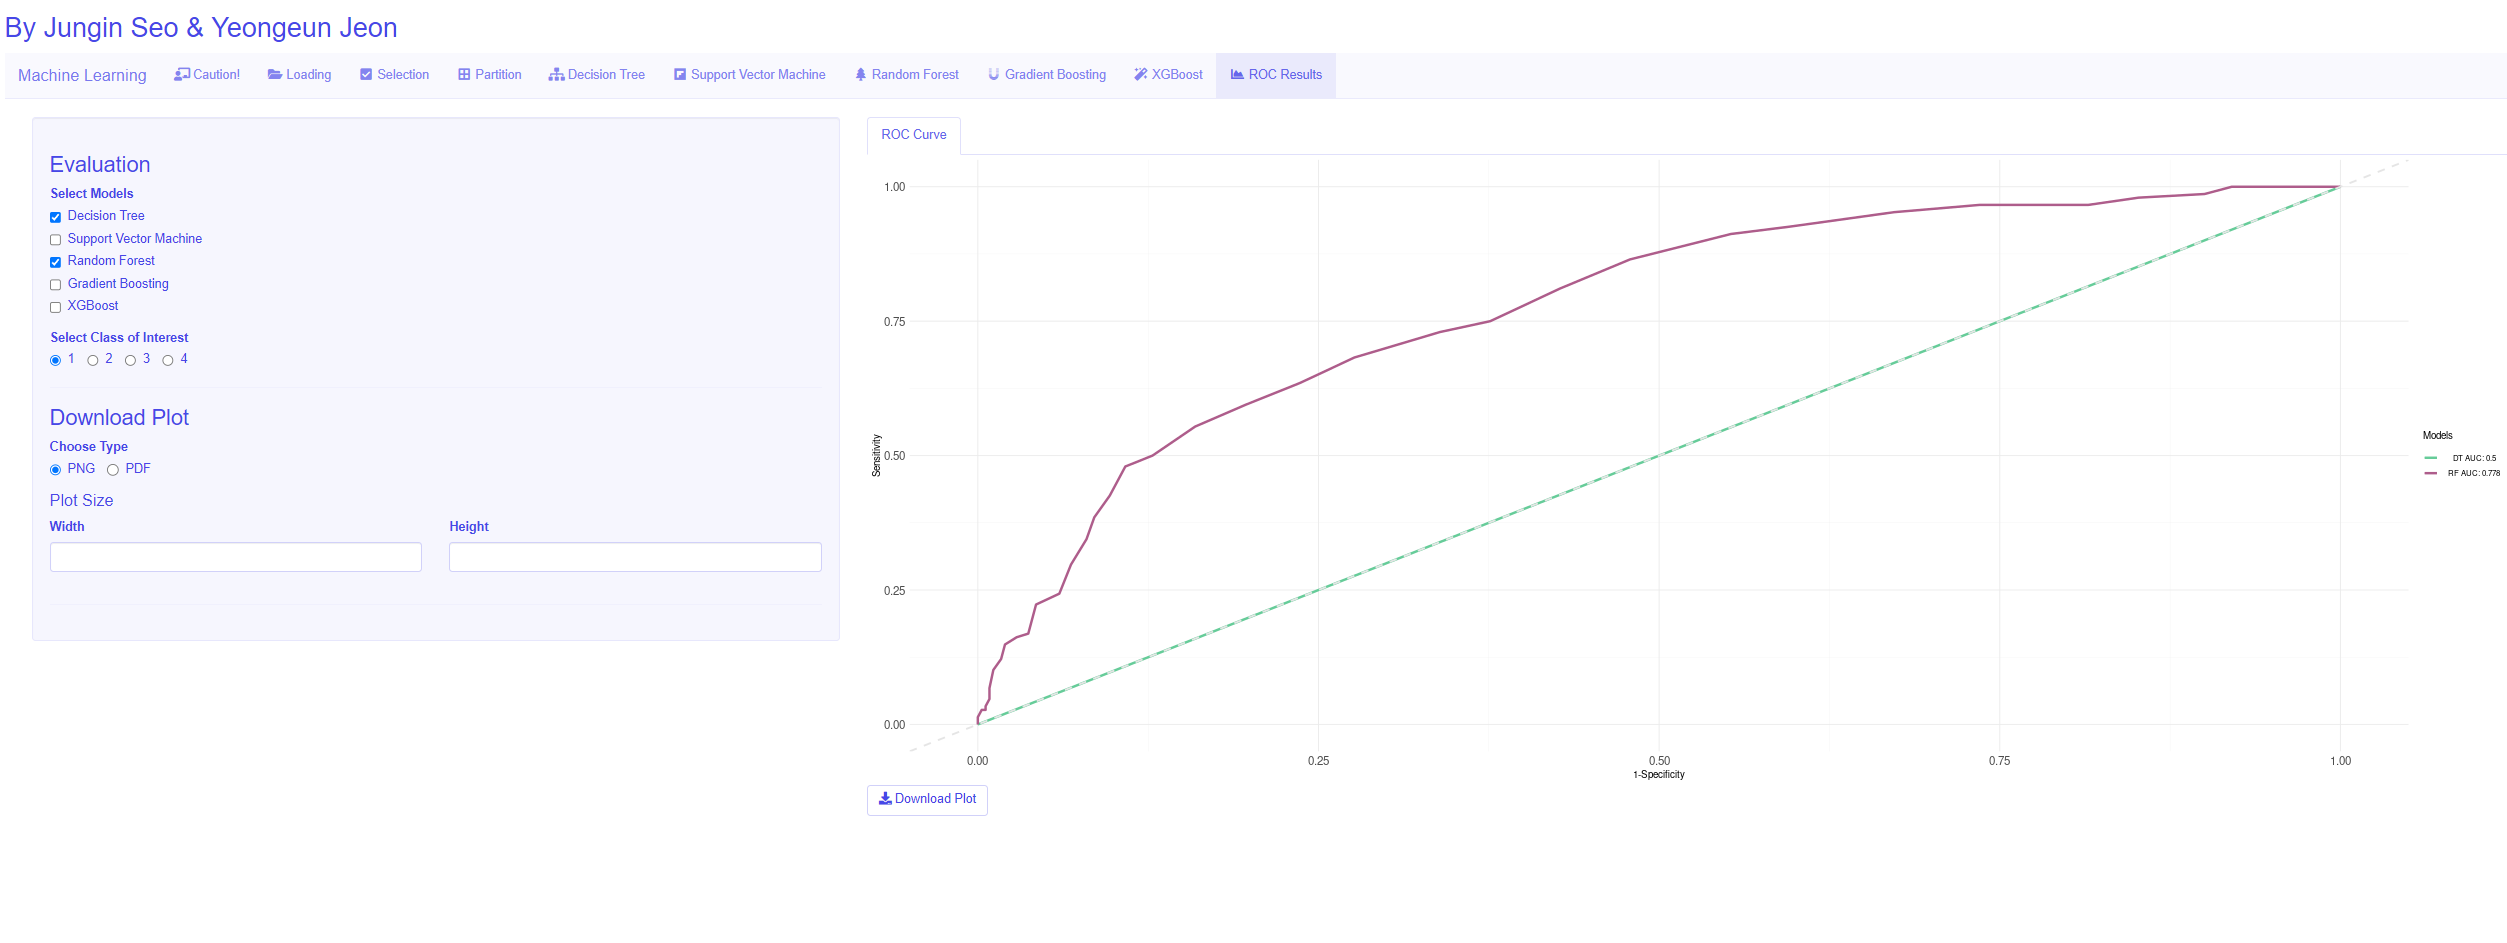 By Jungin Seo & Yeongeun Jeon
Machine Learning Caution! Loading Selection Partition Decision Tree Support Vector Machine Random Forest Gradient Boosting XGBoost ROC Results
Evaluation
Select Models
Decision Tree
Support Vector Machine
Random Forest
Gradient Boosting
XGBoost
Select Class of Interest
1 2 3 4
Download Plot
Choose Type
PNG PDF
Plot Size
Width Height
ROC Curve
1.00
0.75
0.50
0.25
0.00
Sensitivity
0.00 0.25 0.50 0.75 1.00
1-Specificity
Models
DT AUC: 0.5
RF AUC: 0.778
Download Plot